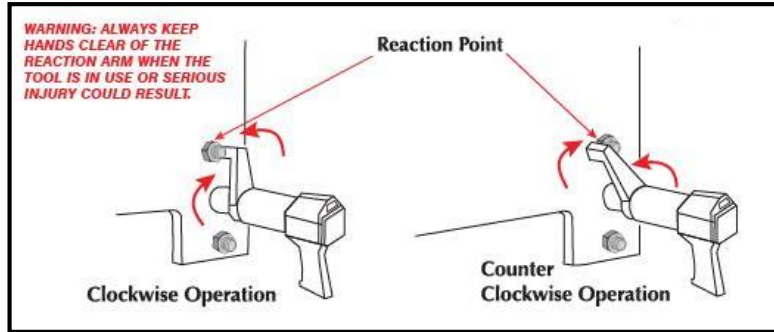 WARNING: ALWAYS KEEP
HANDS CLEAR OF THE
REACTION ARM WHEN THE
TOOL IS IN USE OR SERIOUS
INJURY COULD RESULT.
Reaction Point
Clockwise Operation
Counter
Clockwise Operation